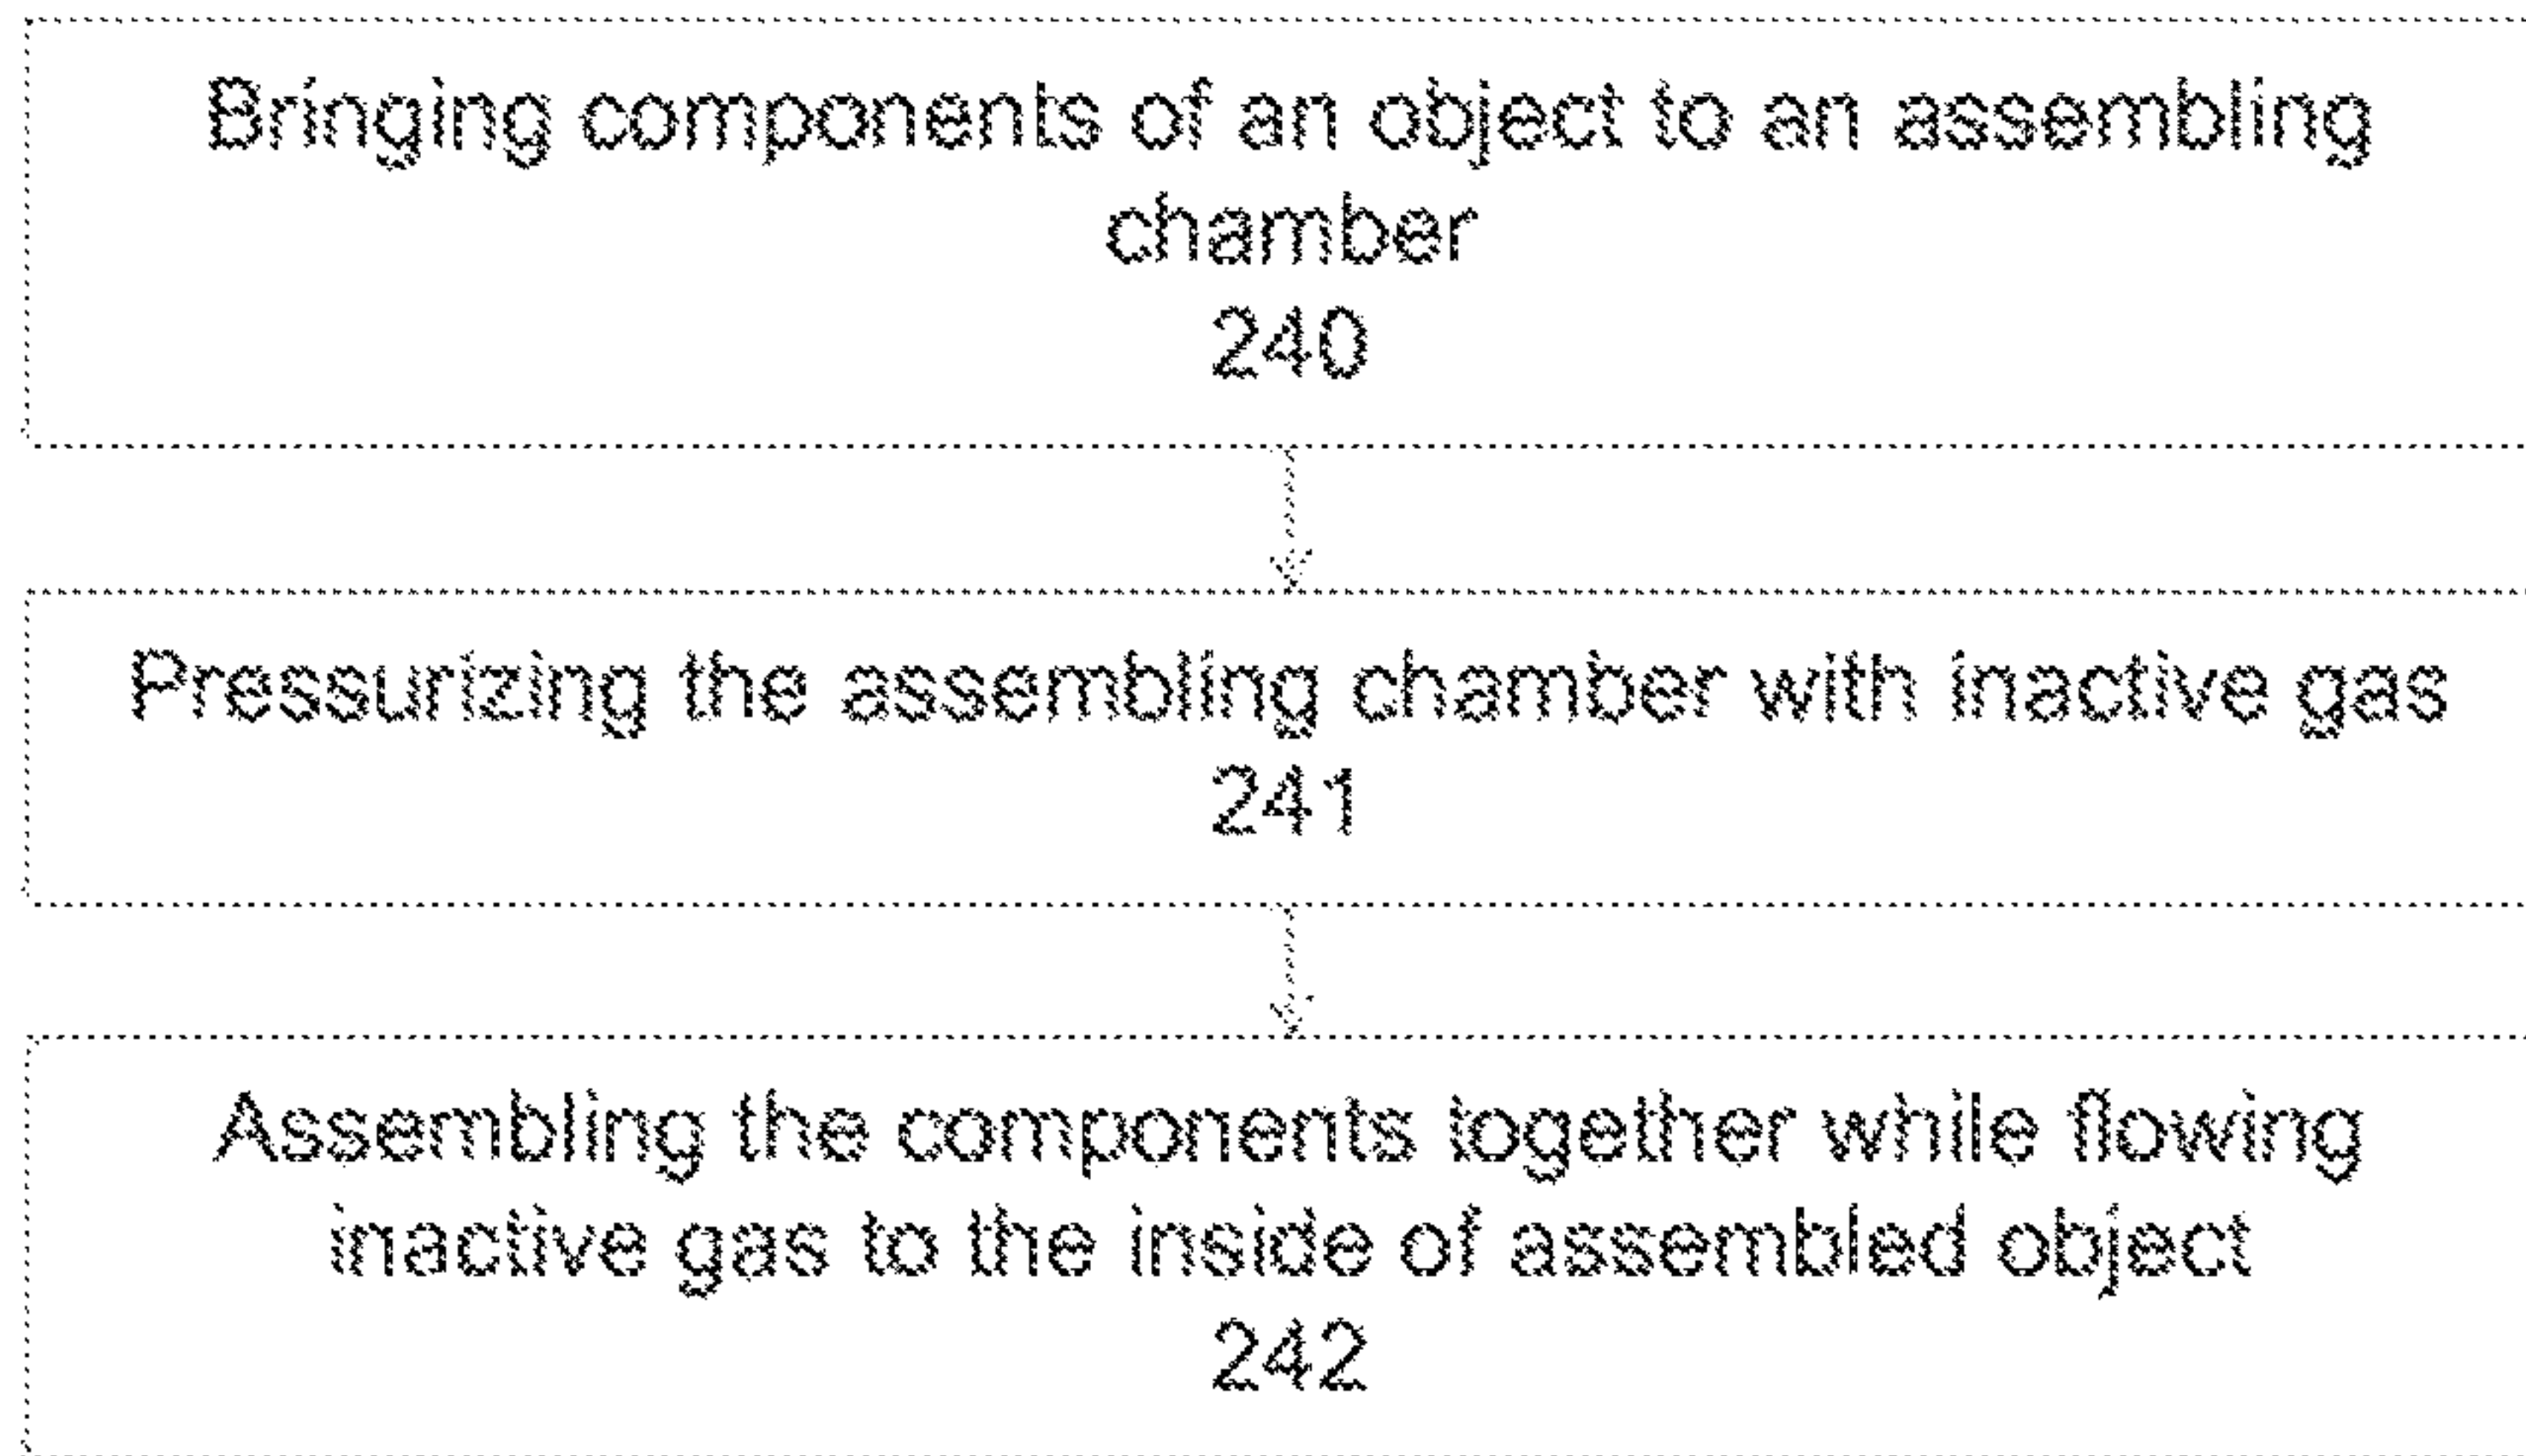 Bringing components of an object to an assembling
chamber
240
Pressurizing the assembling chamber with inactive gas
241
Assembling the components together while flowing
inactive gas to the inside of assembled object
242